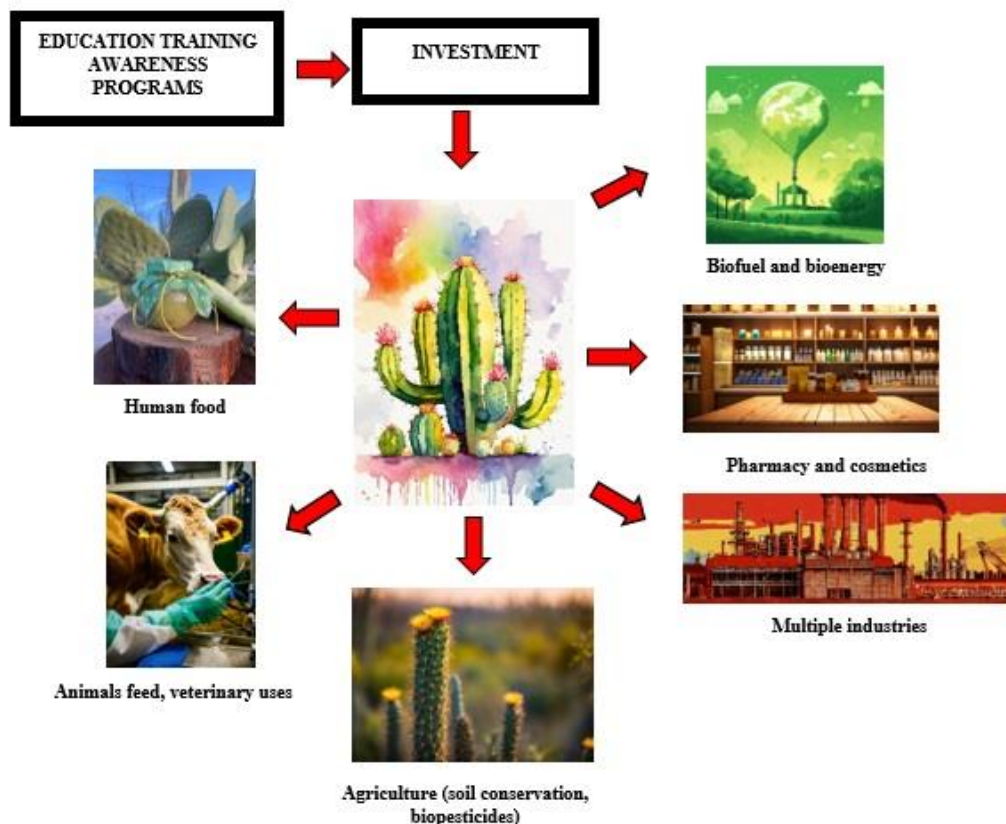 EDUCATION TRAINING
AWARENESS
PROGRAMS
INVESTMENT
Biofuel and bioenergy
Human food
Pharmacy and cosmetics
Multiple industries
Animals feed, veterinary uses
Agriculture (soil conservation,
biopesticides)